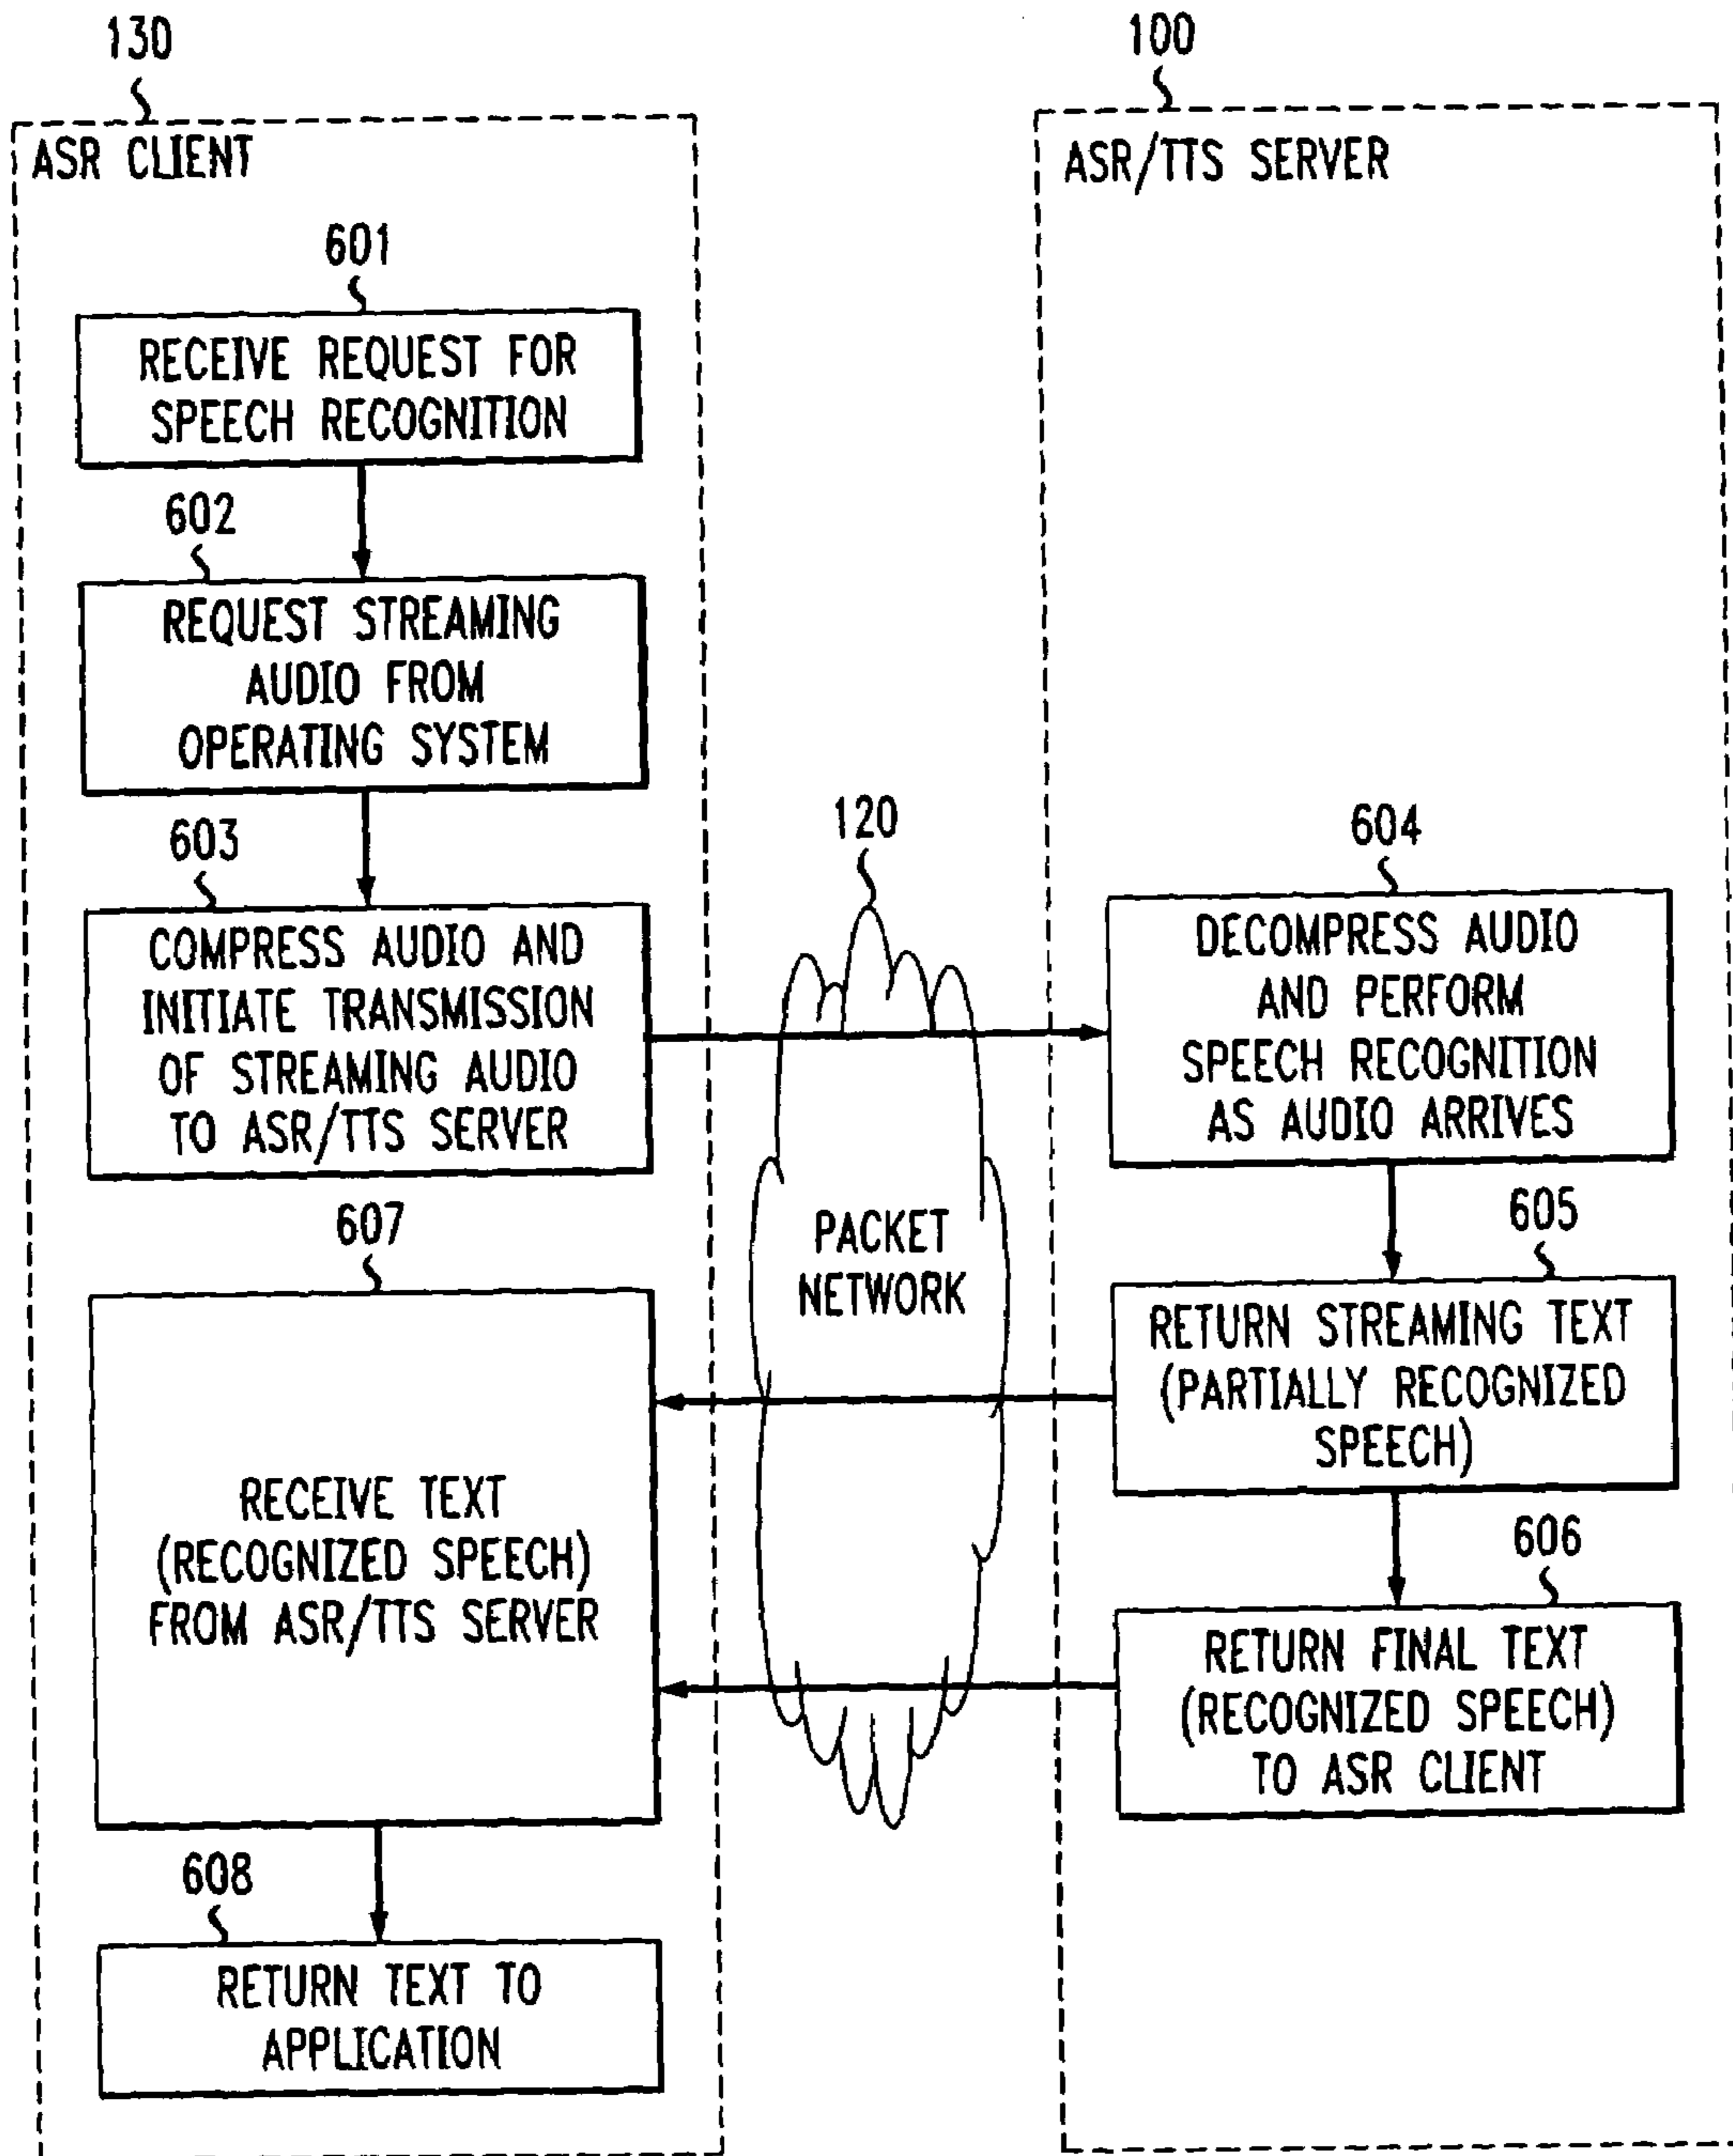 130
ASR CLIENT
601
RECEIVE REQUEST FOR
SPEECH RECOGNITION
602
REQUEST STREAMING
AUDIO FROM
OPERATING SYSTEM
603
COMPRESS AUDIO AND
INITIATE TRANSMISSION
OF STREAMING AUDIO
TO ASR/TTS SERVER
607
RECEIVE TEXT
(RECOGNIZED SPEECH)
FROM ASR/TTS SERVER
608
RETURN TEXT TO
APPLICATION
120
PACKET
NETWORK
100
ASR/TTS SERVER
604
DECOMPRESS AUDIO
AND PERFORM
SPEECH RECOGNITION
AS AUDIO ARRIVES
605
RETURN STREAMING TEXT
(PARTIALLY RECOGNIZED
SPEECH)
606
RETURN FINAL TEXT
(RECOGNIZED SPEECH)
TO ASR CLIENT